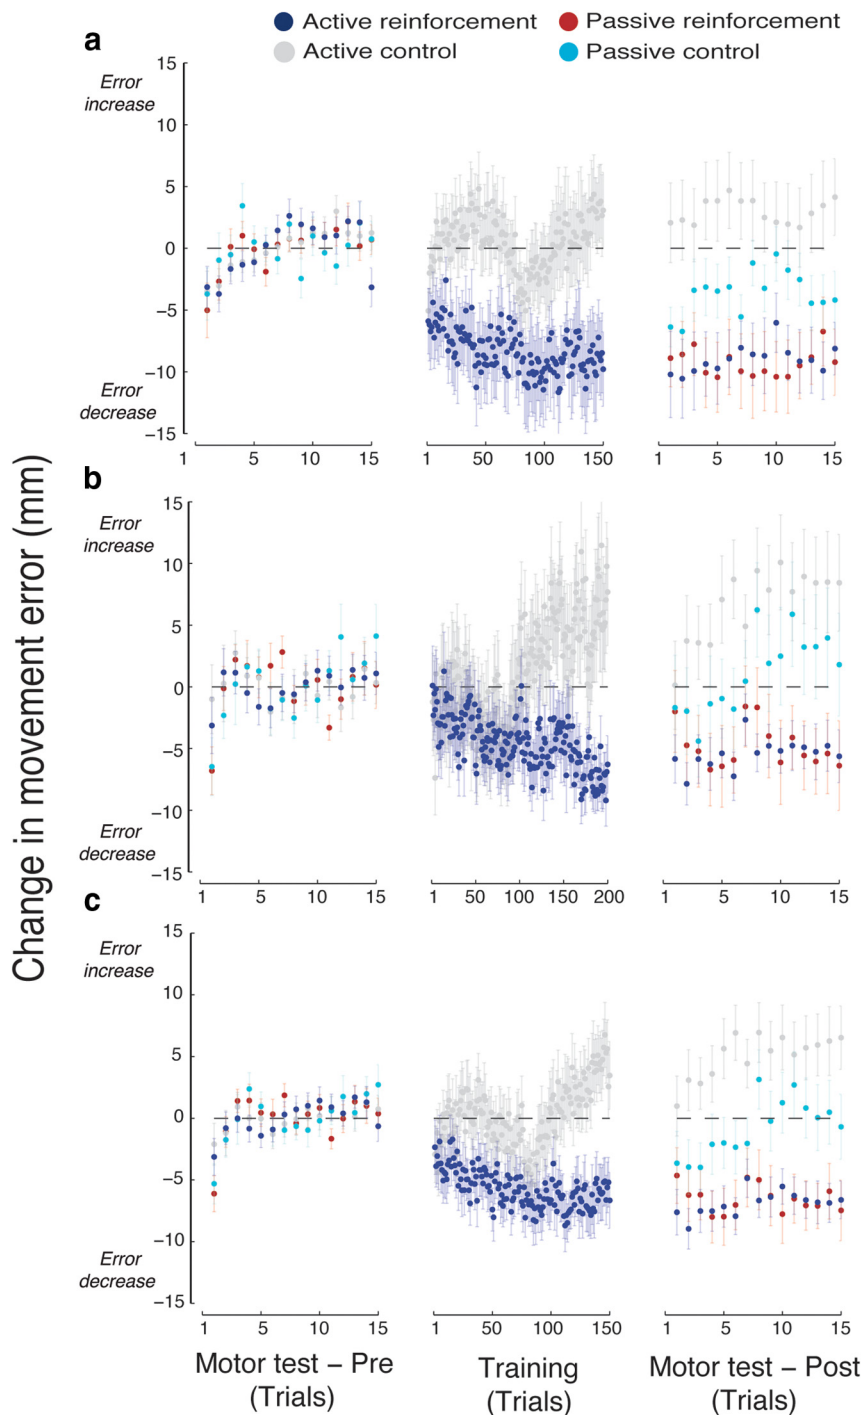 Active reinforcement Passive reinforcement
Active control Passive control
a
Error
increase
Error
decrease
15
10
5
0
−5
−10
−15
1 5 10 15
1 50 100 150
1 5 10 15
Change in movement error (mm)
b
Error
increase
Error
decrease
15
10
5
0
−5
−10
−15
1 5 10 15
1 50 100 150 200
1 5 10 15
c
Error
increase
Error
decrease
15
10
5
0
−5
−10
−15
1 5 10 15
1 50 100 150
1 5 10 15
Motor test – Pre
(Trials)
Training
(Trials)
Motor test – Post
(Trials)